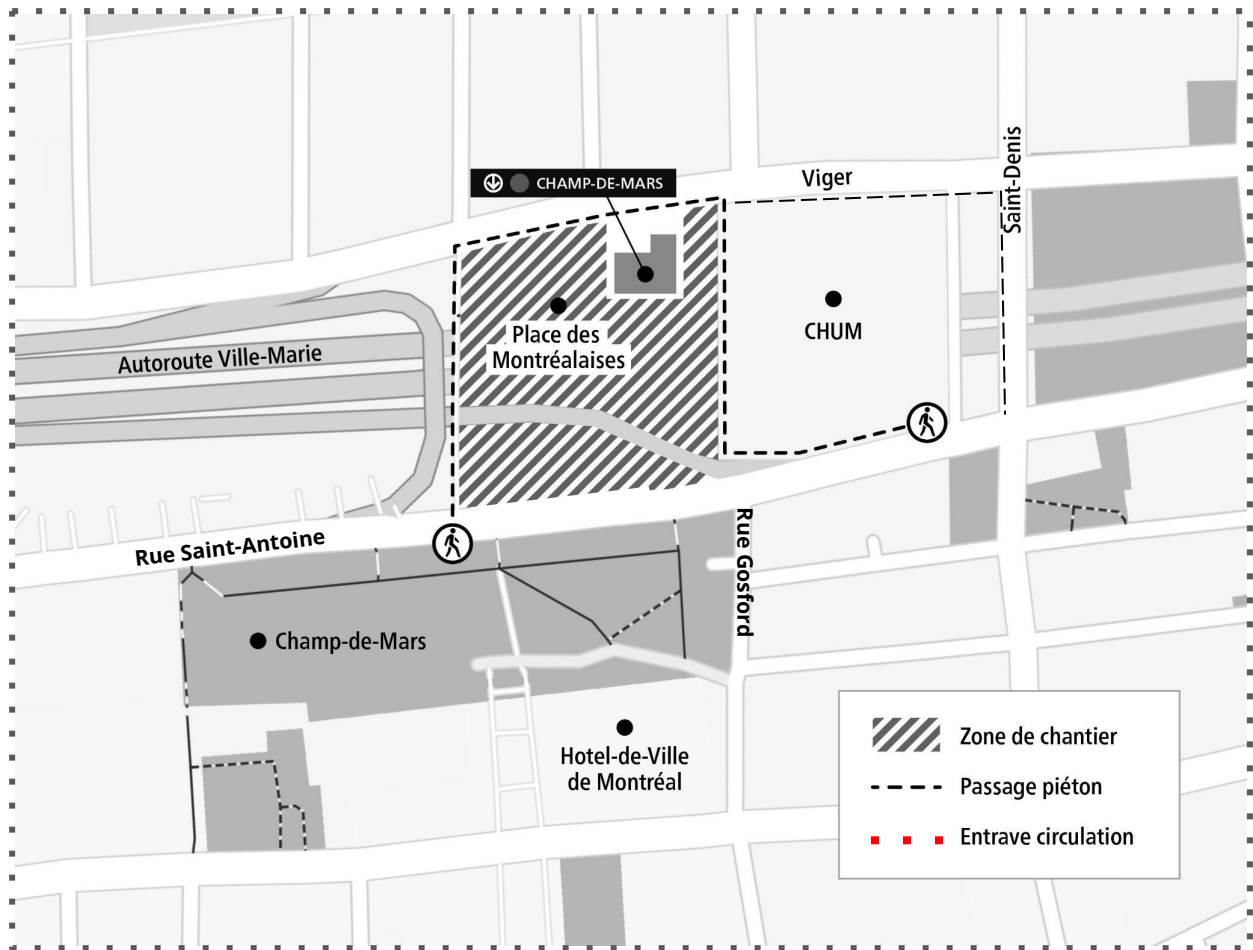 Saint-Denis
CHAMP-DE-MARS
Viger
Place des
Montréalaises
CHUM
Autoroute Ville-Marie
Rue Saint-Antoine
Rue Gosford
Champ-de-Mars
Hotel-de-Ville
de Montréal
Zone de chantier
Passage piéton
Entrave circulation